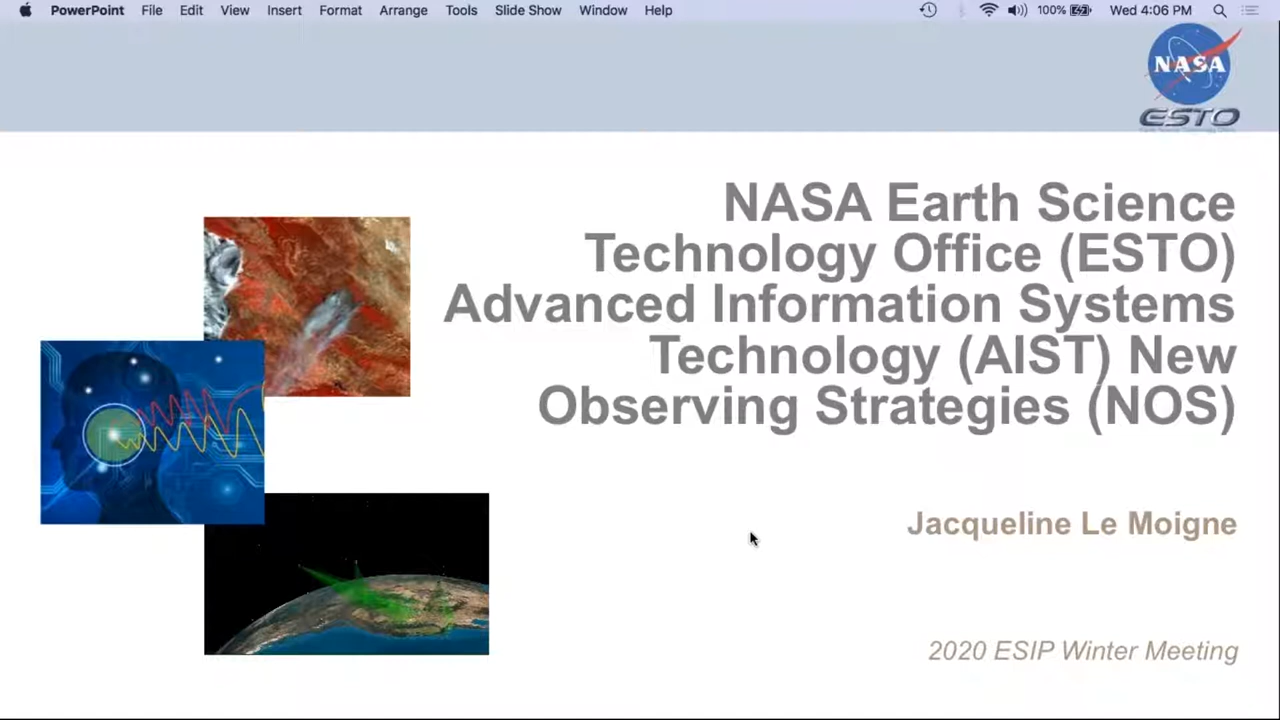 PowerPoint File Edit View Insert Format Arrange Tools Slide Show Window Help 100% Wed 4:06 PM
NASA
ESTO
NASA Earth Science
Technology Office (ESTO)
Advanced Information Systems
Technology (AIST) New
Observing Strategies (NOS)
Jacqueline Le Moigne
2020 ESIP Winter Meeting